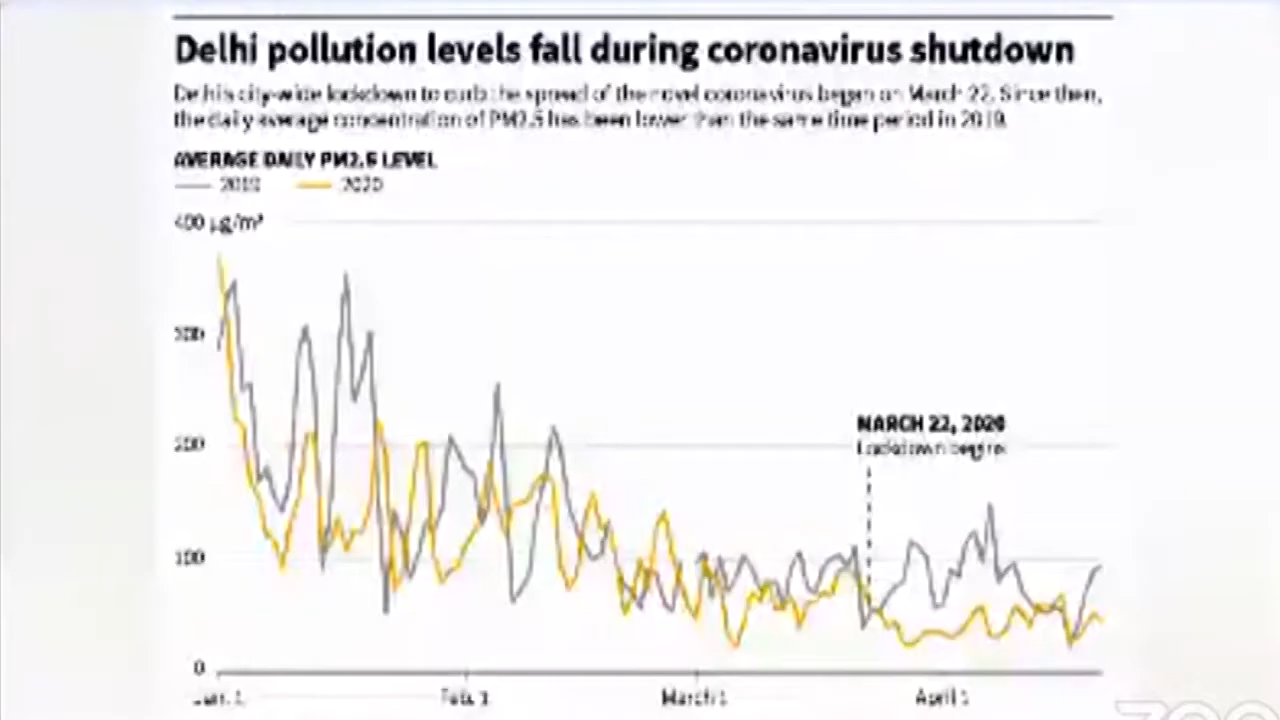 Delhi pollution levels fall during coronavirus shutdown
Delhi's city-wide lockdown to curb the spread of the novel coronavirus began on March 22. Since then,
the daily average concentration of PM2.5 has been lower than the same time period in 2019.
AVERAGE DAILY PM2.5 LEVEL
2019 2020
400 µg/m³
300
200
MARCH 22, 2020
Lockdown begins
100
0
Jan. 1 Feb. 1 March 1 April 1